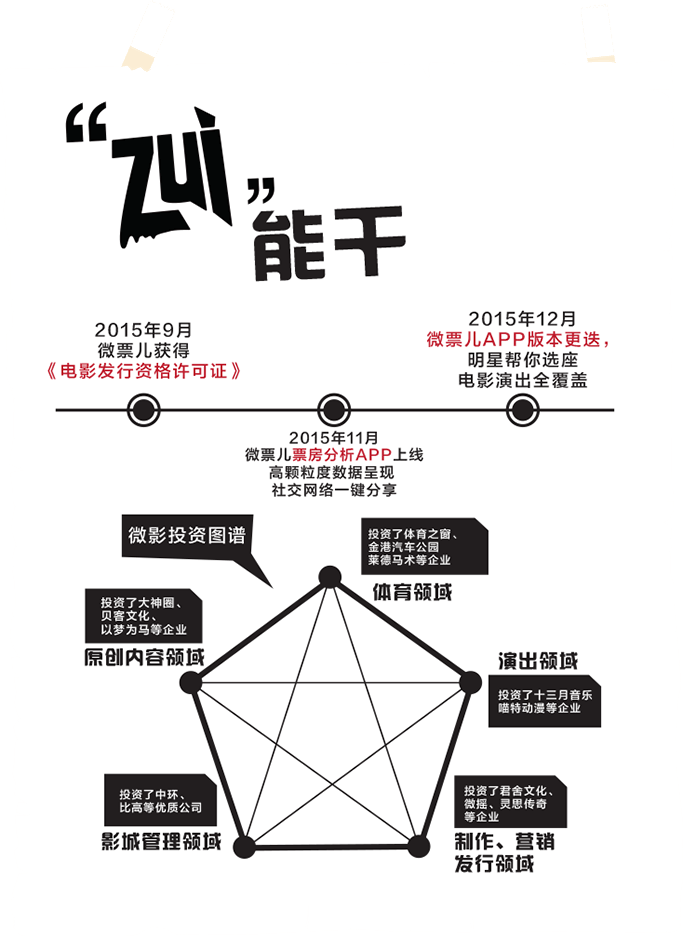 “zui”
能干
2015年9月
微票儿获得
《电影发行资格许可证》
2015年11月
微票儿票房分析APP上线
高颗粒度数据呈现
社交网络一键分享
2015年12月
微票儿APP版本更迭，
明星帮你选座
电影演出全覆盖
微影投资图谱
投资了体育之窗、
金港汽车公园
莱德马术等企业
体育领域
投资了大神圈、
贝客文化、
以梦为马等企业
原创内容领域
演出领域
投资了十三月音乐
喵特动漫等企业
投资了中环、
比高等优质公司
影城管理领域
投资了君舍文化、
微摇、灵思传奇
等企业
制作、营销
发行领域